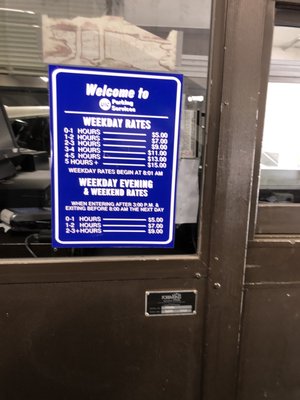 Welcome to
Parking
Services
WEEKDAY RATES
0-1 HOURS $5.00
1-2 HOURS $7.00
2-3 HOURS $9.00
3-4 HOURS $11.00
4-5 HOURS $13.00
5 HOURS+ $15.00
WEEKDAY RATES BEGIN AT 8:01 AM
WEEKDAY EVENING
& WEEKEND RATES
WHEN ENTERING AFTER 3:00 P.M. &
EXITING BEFORE 8:00 AM THE NEXT DAY
0-1 HOURS $5.00
1-2 HOURS $7.00
2-3+HOURS $9.00